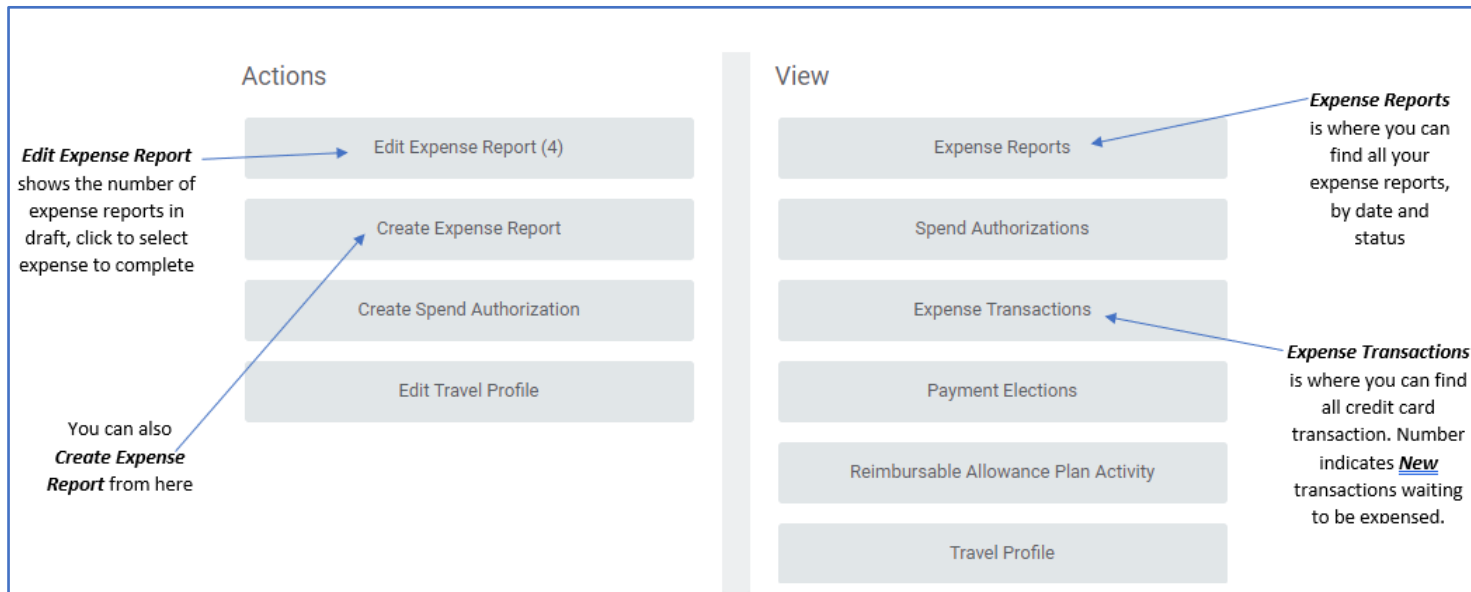 Actions
Edit Expense Report (4)
Create Expense Report
Create Spend Authorization
Edit Travel Profile
Edit Expense Report
shows the number of
expense reports in
draft, click to select
expense to complete
You can also
Create Expense
Report from here
View
Expense Reports
Spend Authorizations
Expense Transactions
Payment Elections
Reimbursable Allowance Plan Activity
Travel Profile
Expense Reports
is where you can
find all your
expense reports,
by date and
status
Expense Transactions
is where you can find
all credit card
transaction. Number
indicates New
transactions waiting
to be expensed.